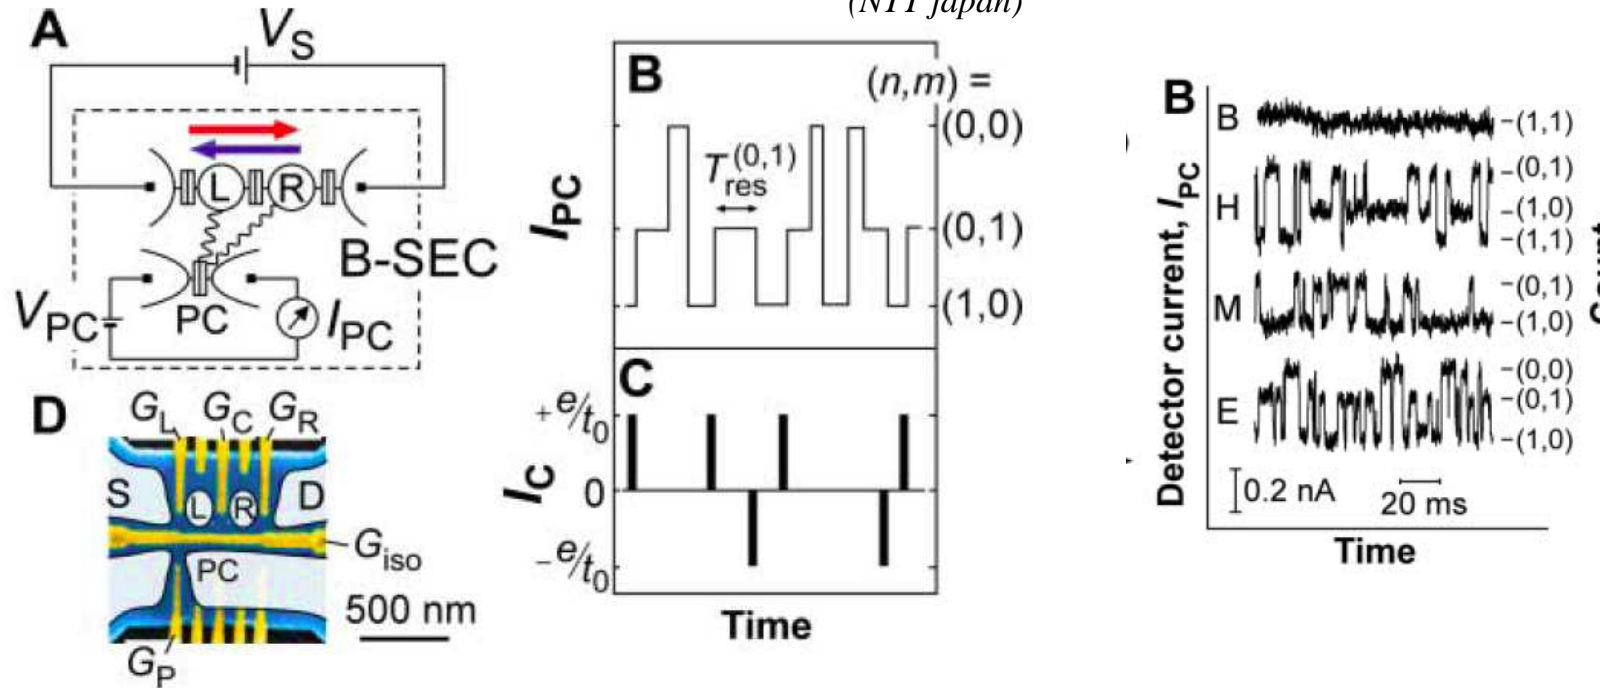 (NTT japan)
A
V_S
L
R
B-SEC
V_PC
PC
I_PC
D
G_L
G_C
G_R
S
L
R
D
G_iso
PC
500 nm
G_P
B
(n,m) =
(0,0)
T_res^(0,1)
I_PC
(0,1)
(1,0)
C
+e/t_0
I_C
0
-e/t_0
Time
B
B
-(1,1)
Detector current, I_PC
H
-(0,1)
-(1,0)
-(1,1)
M
-(0,1)
-(1,0)
E
-(0,0)
-(0,1)
-(1,0)
0.2 nA
20 ms
Time